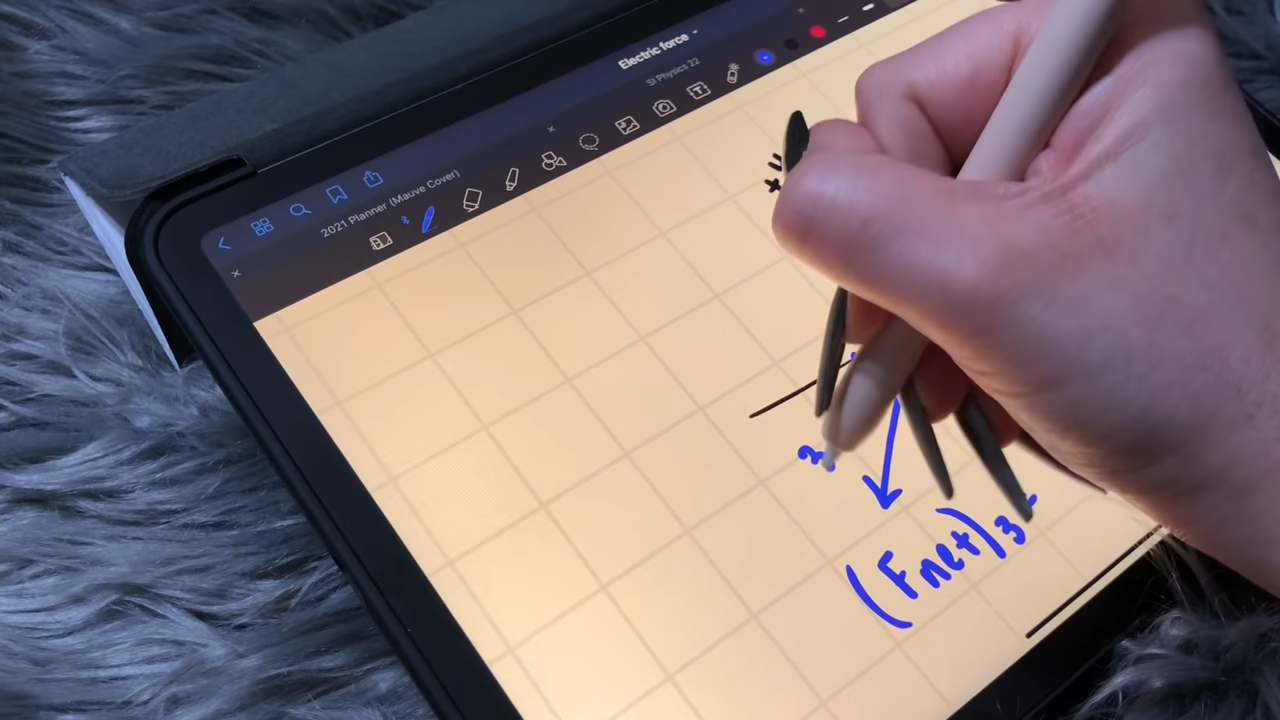 Electric force
SI Physics 22
2021 Planner (Mauve Cover)
(Fnet)3